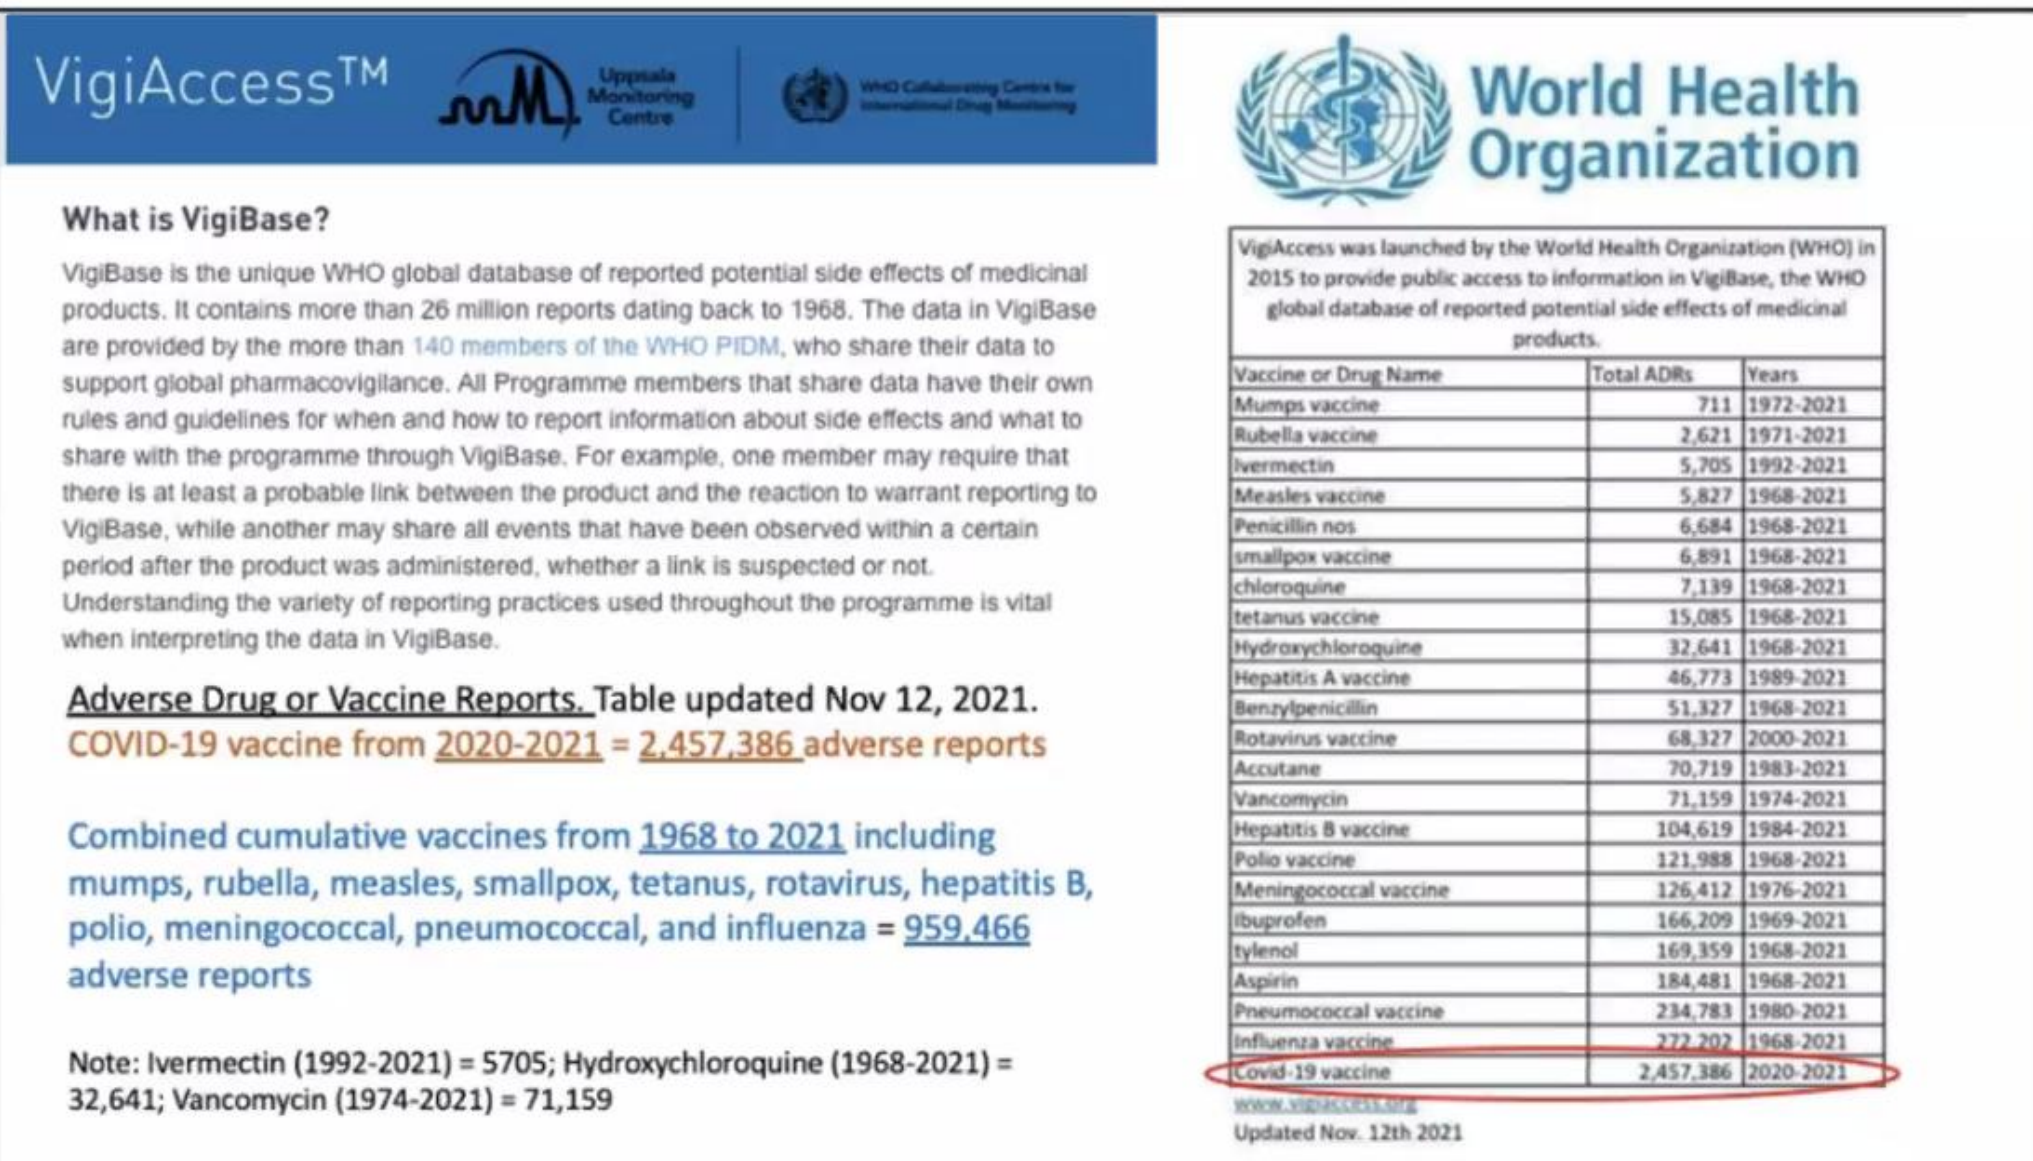 VigiAccess™
Uppsala
Monitoring
Centre
WHO Collaborating Centre for
International Drug Monitoring
World Health
Organization
What is VigiBase?
VigiBase is the unique WHO global database of reported potential side effects of medicinal
products. It contains more than 26 million reports dating back to 1968. The data in VigiBase
are provided by the more than 140 members of the WHO PIDM, who share their data to
support global pharmacovigilance. All Programme members that share data have their own
rules and guidelines for when and how to report information about side effects and what to
share with the programme through VigiBase. For example, one member may require that
there is at least a probable link between the product and the reaction to warrant reporting to
VigiBase, while another may share all events that have been observed within a certain
period after the product was administered, whether a link is suspected or not.
Understanding the variety of reporting practices used throughout the programme is vital
when interpreting the data in VigiBase.
Adverse Drug or Vaccine Reports. Table updated Nov 12, 2021.
COVID-19 vaccine from 2020-2021 = 2,457,386 adverse reports
Combined cumulative vaccines from 1968 to 2021 including
mumps, rubella, measles, smallpox, tetanus, rotavirus, hepatitis B,
polio, meningococcal, pneumococcal, and influenza = 959,466
adverse reports
Note: Ivermectin (1992-2021) = 5705; Hydroxychloroquine (1968-2021) =
32,641; Vancomycin (1974-2021) = 71,159
VigiAccess was launched by the World Health Organization (WHO) in
2015 to provide public access to information in VigiBase, the WHO
global database of reported potential side effects of medicinal
products.
Vaccine or Drug Name Total ADRs Years
Mumps vaccine 711 1972-2021
Rubella vaccine 2,621 1971-2021
Ivermectin 5,705 1992-2021
Measles vaccine 5,827 1968-2021
Penicillin nos 6,684 1968-2021
smallpox vaccine 6,891 1968-2021
chloroquine 7,139 1968-2021
tetanus vaccine 15,085 1968-2021
Hydroxychloroquine 32,641 1968-2021
Hepatitis A vaccine 46,773 1989-2021
Benzylpenicillin 51,327 1968-2021
Rotavirus vaccine 68,327 2000-2021
Accutane 70,719 1983-2021
Vancomycin 71,159 1974-2021
Hepatitis B vaccine 104,619 1984-2021
Polio vaccine 121,988 1968-2021
Meningococcal vaccine 126,412 1976-2021
Ibuprofen 166,209 1969-2021
tylenol 169,359 1968-2021
Aspirin 184,481 1968-2021
Pneumococcal vaccine 234,783 1980-2021
Influenza vaccine 272,202 1968-2021
Covid-19 vaccine 2,457,386 2020-2021
www.vigiaccess.org
Updated Nov. 12th 2021